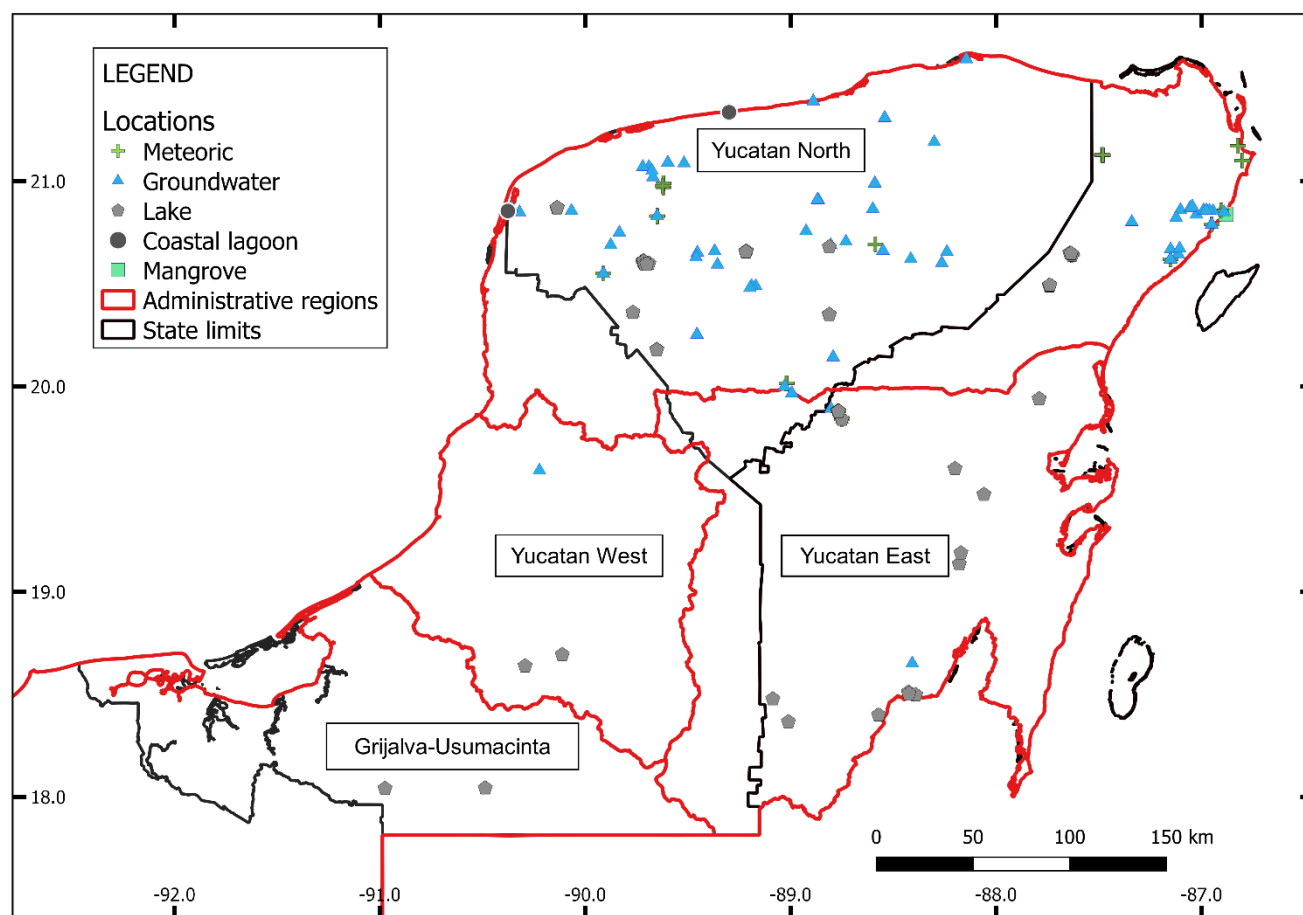 LEGEND
Locations
Meteoric
Groundwater
Lake
Coastal lagoon
Mangrove
Administrative regions
State limits
Yucatan North
21.0
20.0
Yucatan West
Yucatan East
19.0
Grijalva-Usumacinta
18.0
0 50 100 150 km
-92.0 -91.0 -90.0 -89.0 -88.0 -87.0